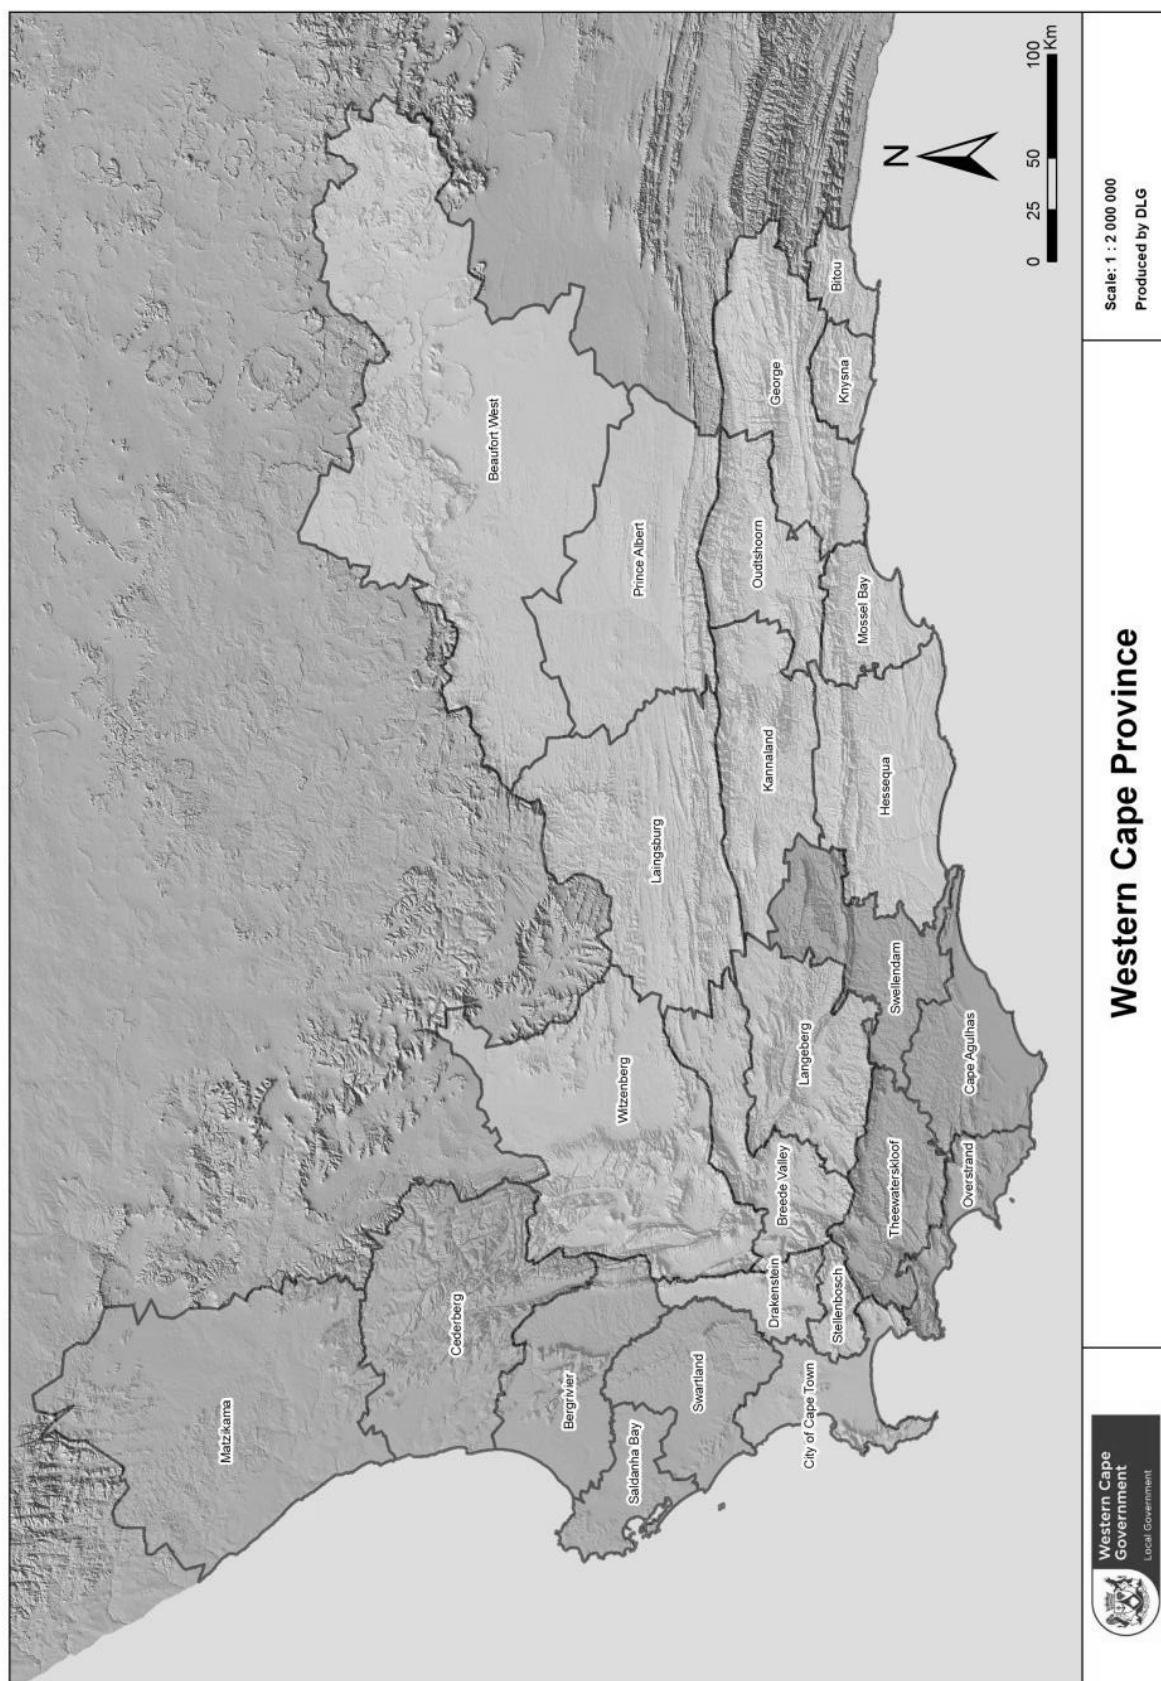 Matzikama
Cederberg
Bergrivier
Saldanha Bay
Swartland
City of Cape Town
Drakenstein
Stellenbosch
Witzenberg
Breede Valley
Langeberg
Theewaterskloof
Overstrand
Cape Agulhas
Swellendam
Laingsburg
Kannaland
Hessequa
Beaufort West
Prince Albert
Oudtshoorn
Mossel Bay
George
Knysna
Bitou
N
0 25 50 100
Km
Western Cape
Government
Local Government
Western Cape Province
Scale: 1 : 2 000 000
Produced by DLG